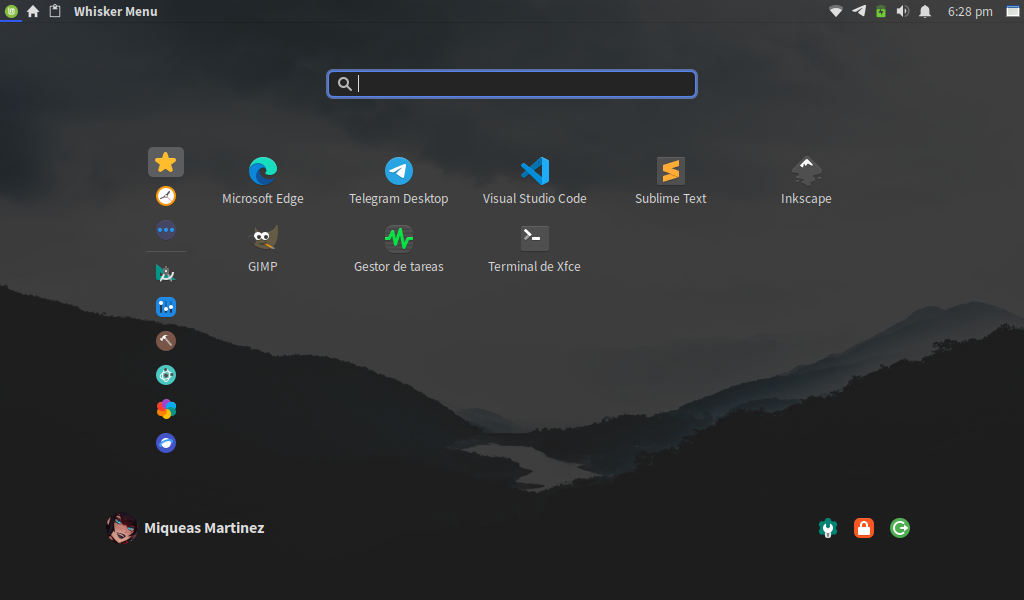 Whisker Menu
6:28 pm
Microsoft Edge
Telegram Desktop
Visual Studio Code
Sublime Text
Inkscape
GIMP
Gestor de tareas
Terminal de Xfce
Miqueas Martinez